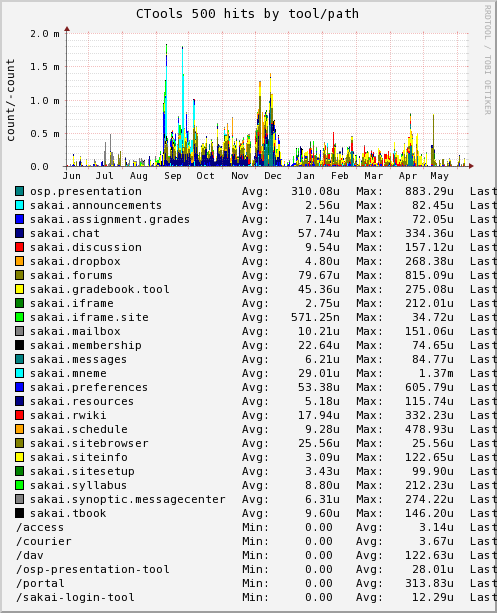 CTools 500 hits by tool/path
RRDTOOL / TOBI OETIKER
count/-count
2.0 m
1.5 m
1.0 m
0.5 m
0.0
Jun Jul Aug Sep Oct Nov Dec Jan Feb Mar Apr May
osp.presentation Avg: 310.08u Max: 883.29u Last
sakai.announcements Avg: 2.56u Max: 82.45u Last
sakai.assignment.grades Avg: 7.14u Max: 72.05u Last
sakai.chat Avg: 57.74u Max: 334.36u Last
sakai.discussion Avg: 9.54u Max: 157.12u Last
sakai.dropbox Avg: 4.80u Max: 268.38u Last
sakai.forums Avg: 79.67u Max: 815.09u Last
sakai.gradebook.tool Avg: 45.36u Max: 275.08u Last
sakai.iframe Avg: 2.75u Max: 212.01u Last
sakai.iframe.site Avg: 571.25n Max: 34.72u Last
sakai.mailbox Avg: 10.21u Max: 151.06u Last
sakai.membership Avg: 22.64u Max: 74.65u Last
sakai.messages Avg: 6.21u Max: 84.77u Last
sakai.mneme Avg: 29.01u Max: 1.37m Last
sakai.preferences Avg: 53.38u Max: 605.79u Last
sakai.resources Avg: 5.18u Max: 115.74u Last
sakai.rwiki Avg: 17.94u Max: 332.23u Last
sakai.schedule Avg: 9.28u Max: 478.93u Last
sakai.sitebrowser Avg: 25.56u Max: 25.56u Last
sakai.siteinfo Avg: 3.09u Max: 122.65u Last
sakai.sitesetup Avg: 3.43u Max: 99.90u Last
sakai.syllabus Avg: 8.80u Max: 212.23u Last
sakai.synoptic.messagecenter Avg: 6.31u Max: 274.22u Last
sakai.tbook Avg: 9.60u Max: 146.20u Last
/access Min: 0.00 Avg: 3.14u Max:
/courier Min: 0.00 Avg: 3.67u Max:
/dav Min: 0.00 Avg: 122.63u Max:
/osp-presentation-tool Min: 0.00 Avg: 28.01u Max:
/portal Min: 0.00 Avg: 313.83u Max:
/sakai-login-tool Min: 0.00 Avg: 12.29u Max: